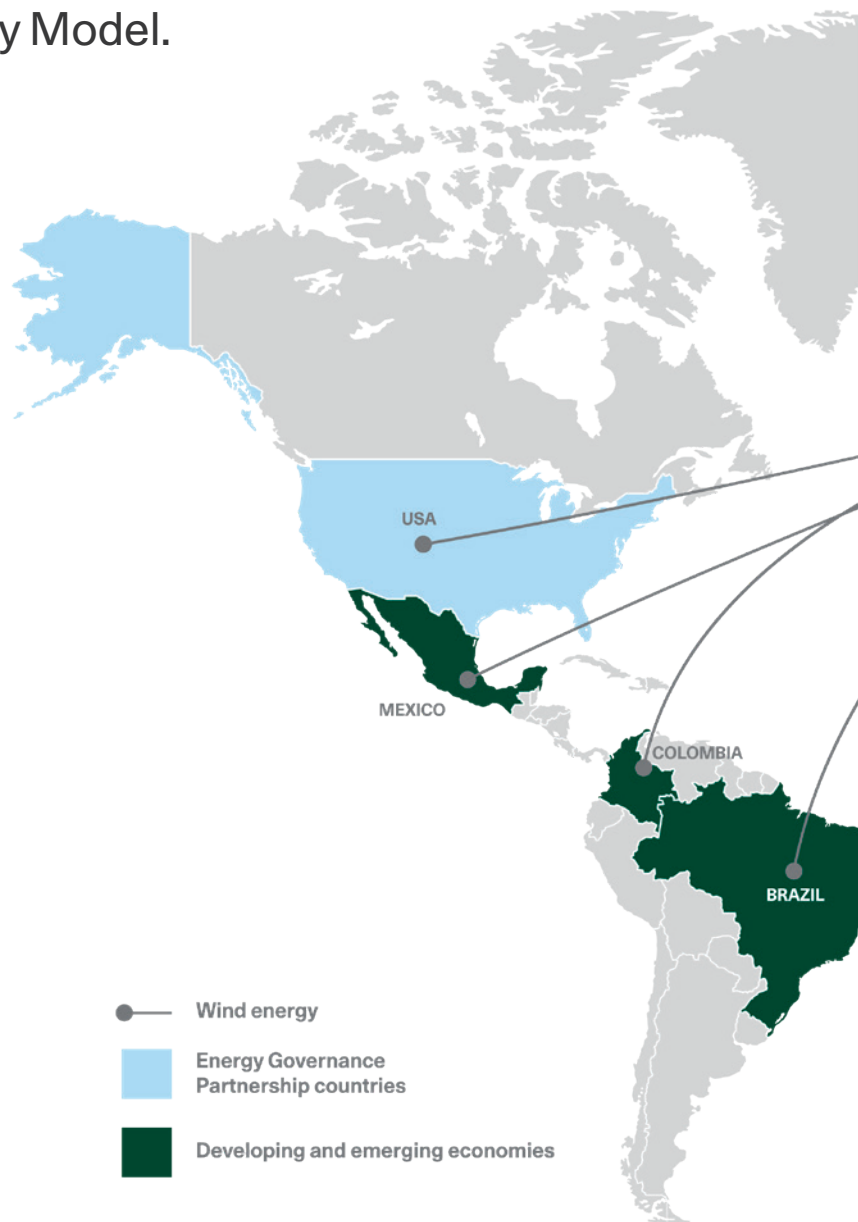 y Model.
USA
MEXICO
COLOMBIA
BRAZIL
Wind energy
Energy Governance
Partnership countries
Developing and emerging economies